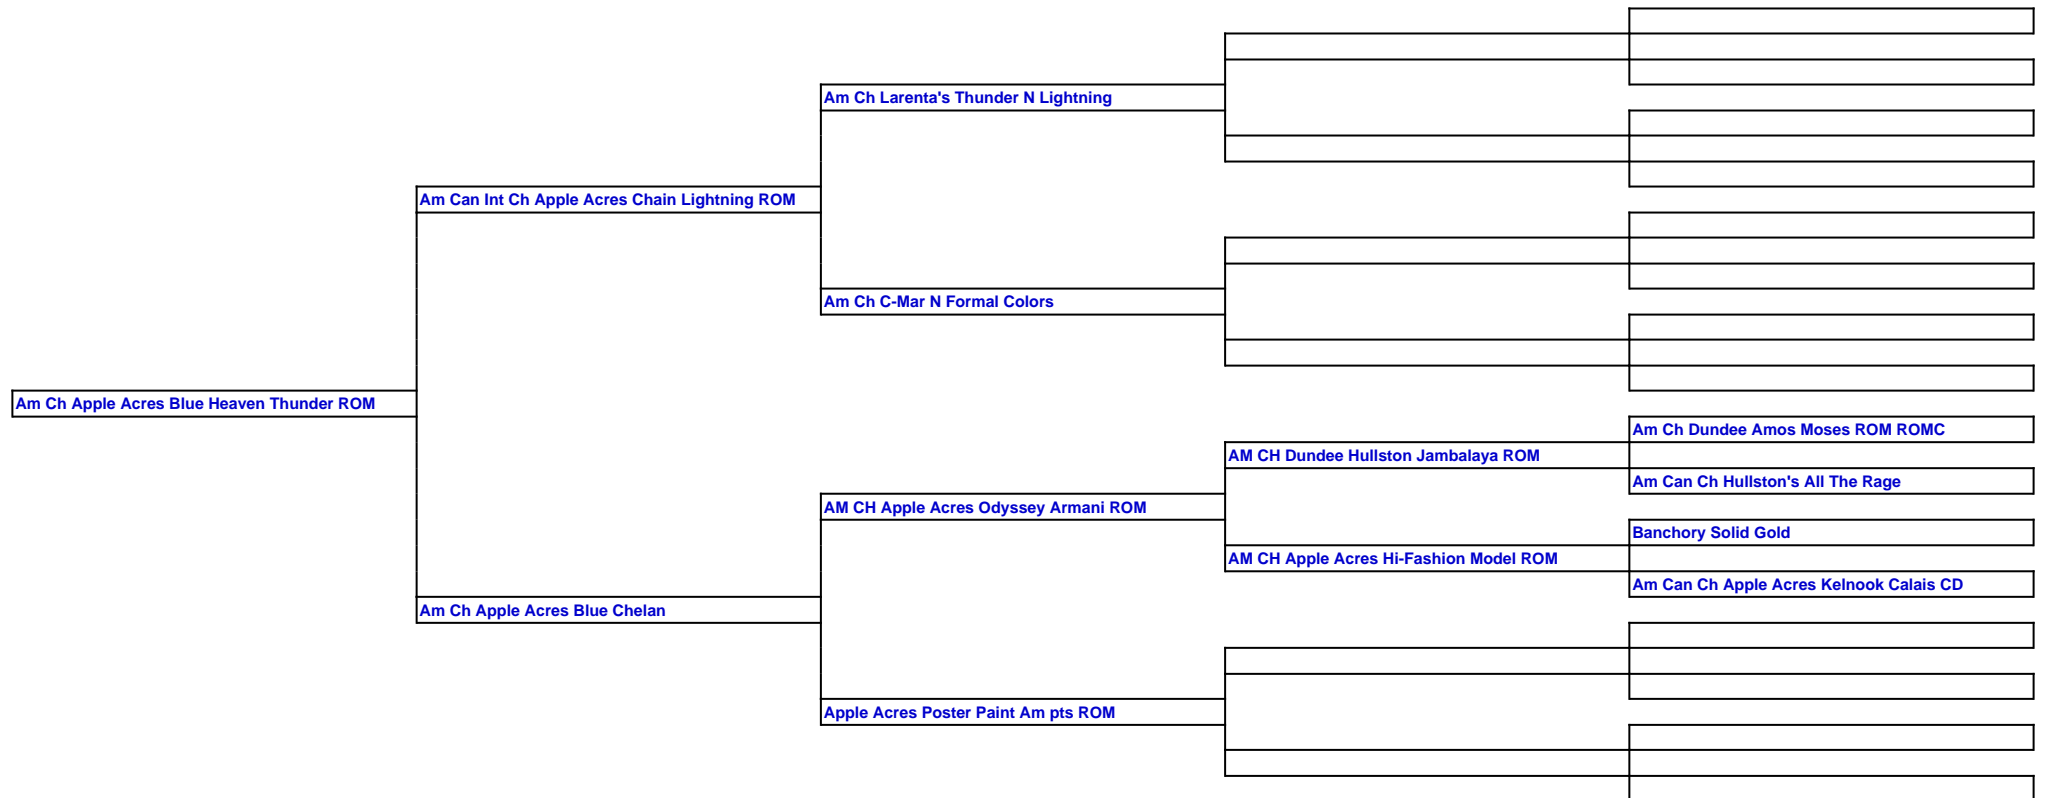 Am Ch Larenta's Thunder N Lightning
Am Can Int Ch Apple Acres Chain Lightning ROM
Am Ch C-Mar N Formal Colors
Am Ch Apple Acres Blue Heaven Thunder ROM
Am Ch Dundee Amos Moses ROM ROMC
AM CH Dundee Hullston Jambalaya ROM
Am Can Ch Hullston's All The Rage
AM CH Apple Acres Odyssey Armani ROM
Banchory Solid Gold
AM CH Apple Acres Hi-Fashion Model ROM
Am Can Ch Apple Acres Kelnook Calais CD
Am Ch Apple Acres Blue Chelan
Apple Acres Poster Paint Am pts ROM